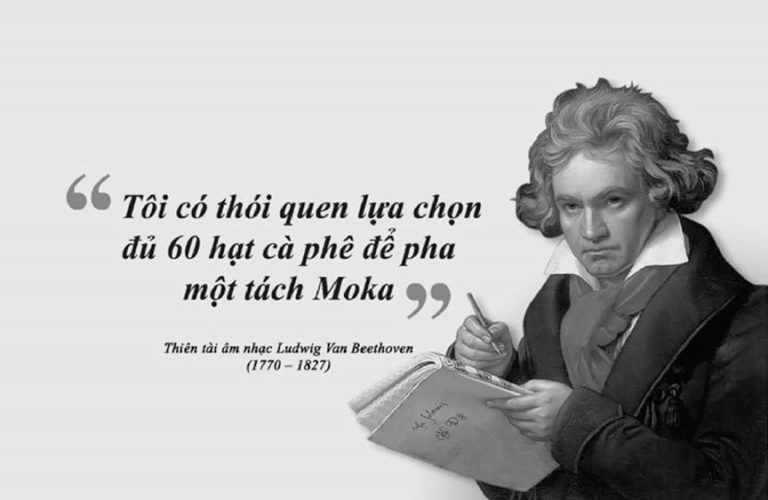 “ Tôi có thói quen lựa chọn
đủ 60 hạt cà phê để pha
một tách Moka ”
Thiên tài âm nhạc Ludwig Van Beethoven
(1770 – 1827)